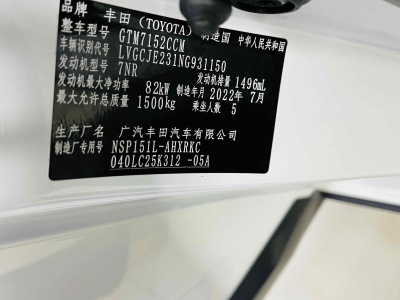 品牌 丰田（TOYOTA） 制造国 中华人民共和国
整车型号 GTM7152CCM
车辆识别代号 LVGCJE231NG931150
发动机型号 7NR 发动机排量 1496mL
发动机最大净功率 82kW 制造年月 2022年 7月
最大允许总质量 1500kg 乘坐人数 5
生产厂名 广汽丰田汽车有限公司
制造厂专用号 NSP151L-AHXRKC
040LC25K312 -05A